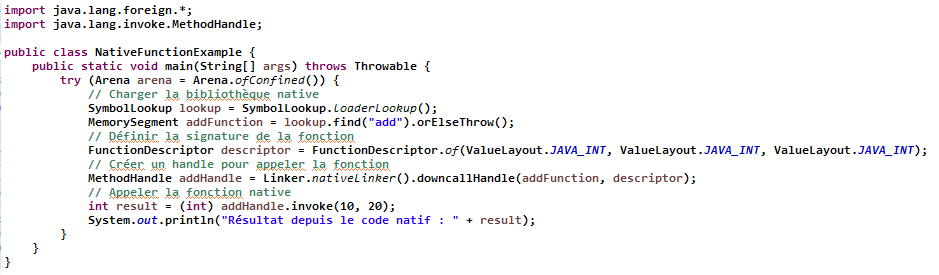 import java.lang.foreign.*;
import java.lang.invoke.MethodHandle;

public class NativeFunctionExample {
    public static void main(String[] args) throws Throwable {
        try (Arena arena = Arena.ofConfined()) {
            // Charger la bibliothèque native
            SymbolLookup lookup = SymbolLookup.loaderLookup();
            MemorySegment addFunction = lookup.find("add").orElseThrow();
            // Définir la signature de la fonction
            FunctionDescriptor descriptor = FunctionDescriptor.of(ValueLayout.JAVA_INT, ValueLayout.JAVA_INT, ValueLayout.JAVA_INT);
            // Créer un handle pour appeler la fonction
            MethodHandle addHandle = Linker.nativeLinker().downcallHandle(addFunction, descriptor);
            // Appeler la fonction native
            int result = (int) addHandle.invoke(10, 20);
            System.out.println("Résultat depuis le code natif : " + result);
        }
    }
}